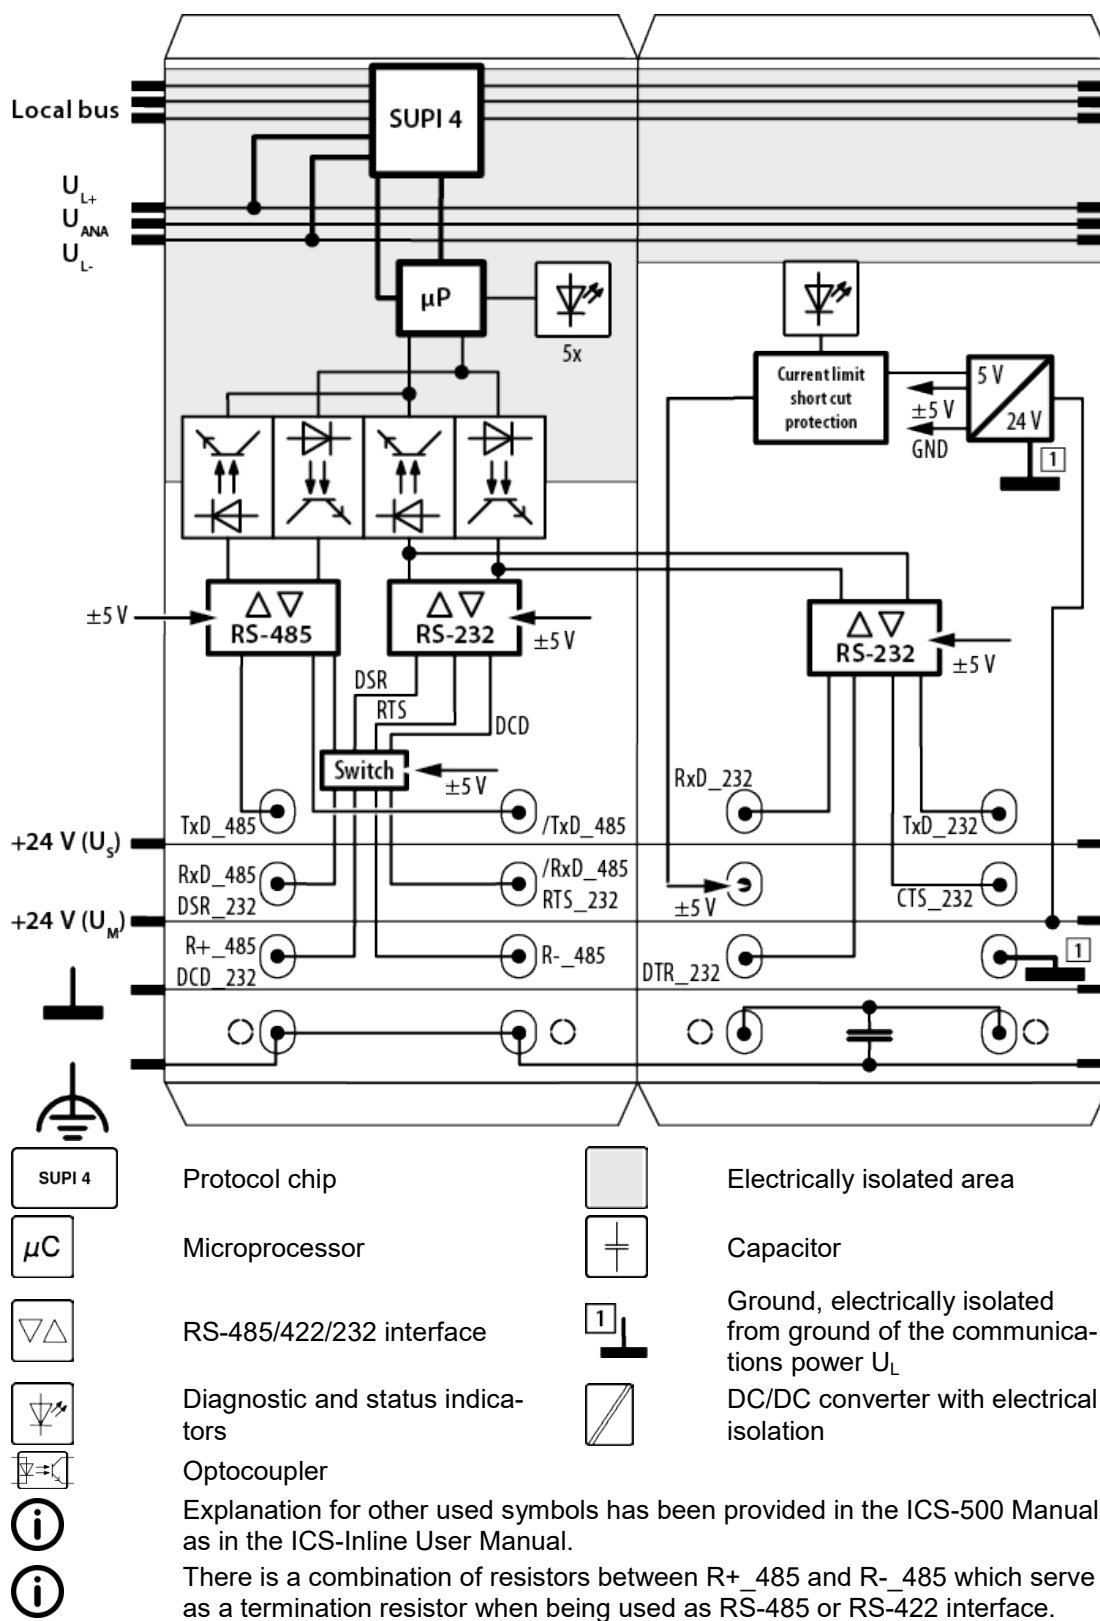 Local bus
SUPI 4
UL+
UANA
UL-
µP
5x
Current limit
short cut
protection
5 V
24 V
±5 V
GND
1
±5 V
RS-485
RS-232
±5 V
RS-232
±5 V
DSR
RTS
DCD
Switch
±5 V
RxD_232
TxD_485
/TxD_485
TxD_232
+24 V (US)
RxD_485
DSR_232
/RxD_485
RTS_232
±5 V
CTS_232
+24 V (UM)
R+_485
DCD_232
R-_485
DTR_232
1
SUPI 4
Protocol chip
Electrically isolated area
µC
Microprocessor
Capacitor
RS-485/422/232 interface
1
Ground, electrically isolated
from ground of the communica-
tions power UL
Diagnostic and status indica-
tors
DC/DC converter with electrical
isolation
Optocoupler
Explanation for other used symbols has been provided in the ICS-500 Manual
as in the ICS-Inline User Manual.
There is a combination of resistors between R+_485 and R-_485 which serve
as a termination resistor when being used as RS-485 or RS-422 interface.